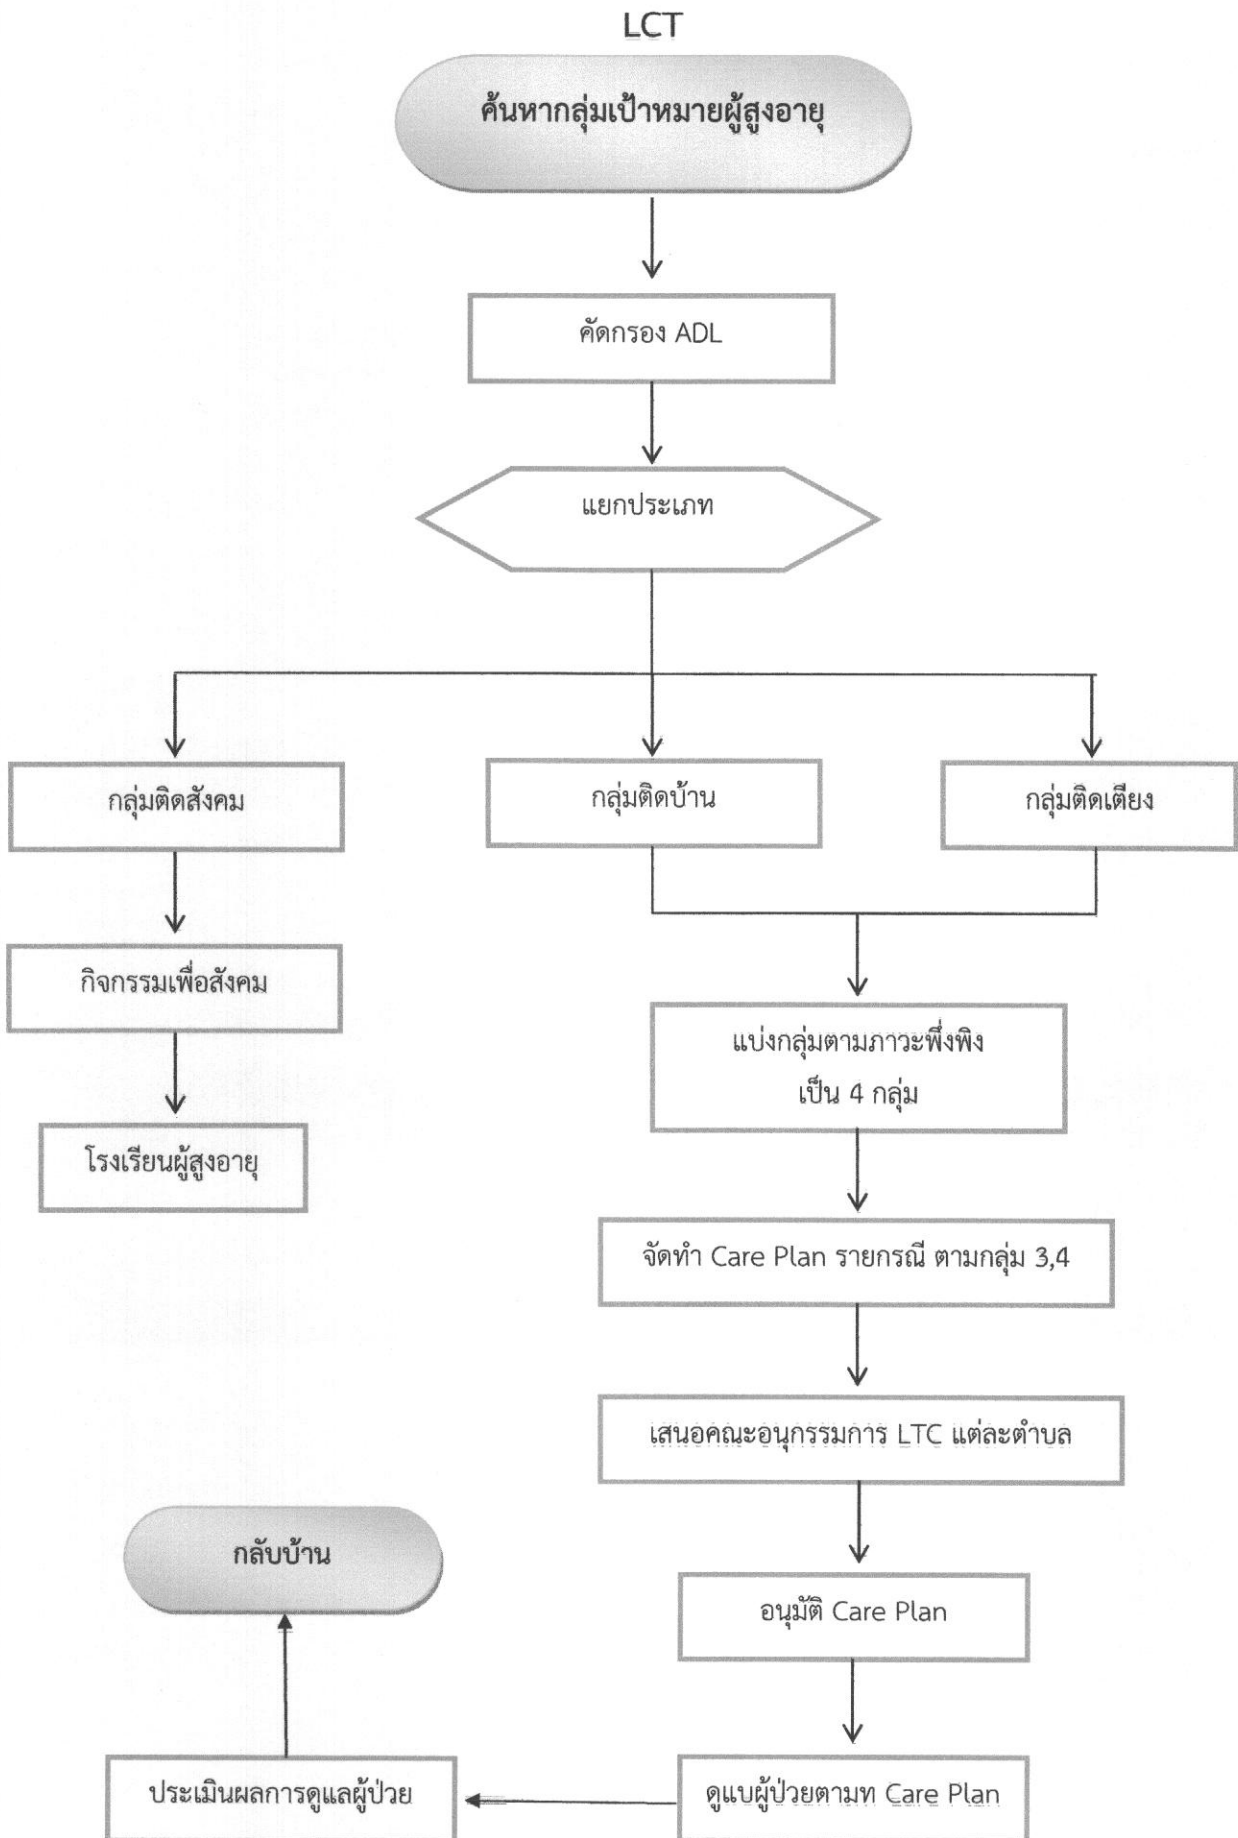 LCT
ค้นหากลุ่มเป้าหมายผู้สูงอายุ
คัดกรอง ADL
แยกประเภท
กลุ่มติดสังคม
กลุ่มติดบ้าน
กลุ่มติดเตียง
กิจกรรมเพื่อสังคม
แบ่งกลุ่มตามภาวะพึ่งพิง
เป็น 4 กลุ่ม
โรงเรียนผู้สูงอายุ
จัดทำ Care Plan รายกรณี ตามกลุ่ม 3,4
เสนอคณะอนุกรรมการ LTC แต่ละตำบล
กลับบ้าน
อนุมัติ Care Plan
ประเมินผลการดูแลผู้ป่วย
ดูแบผู้ป่วยตามท Care Plan